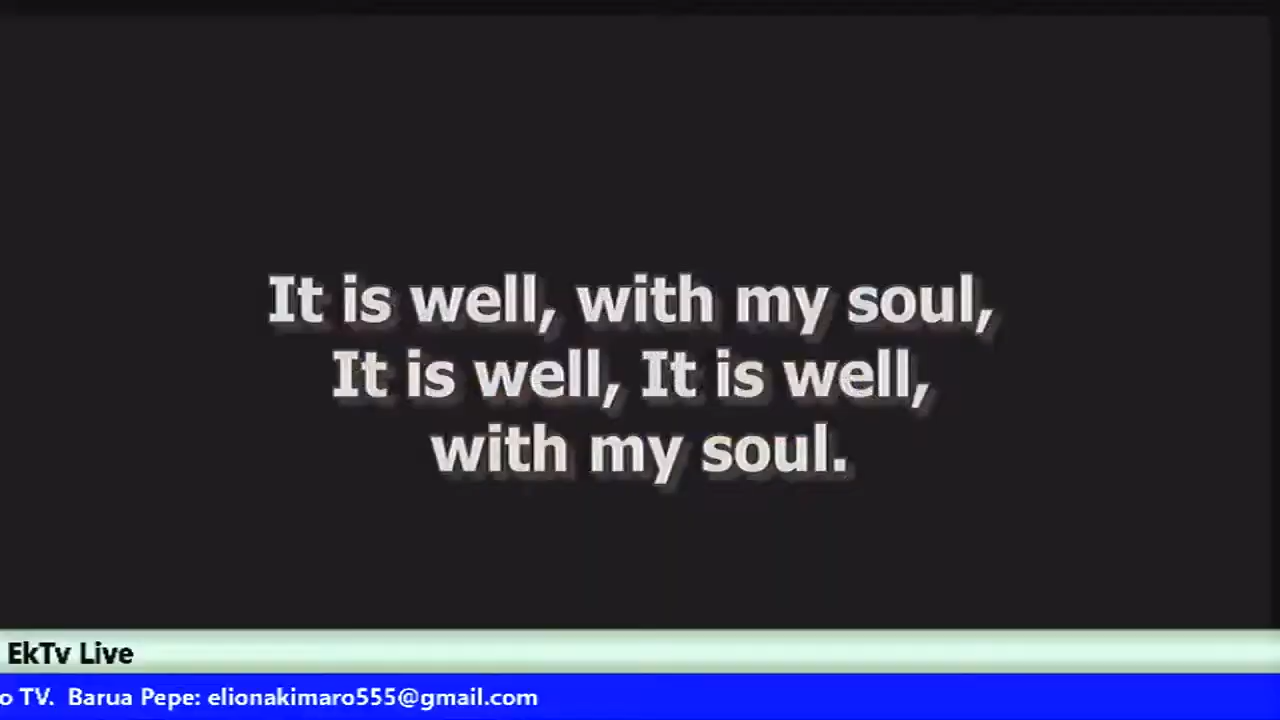 It is well, with my soul,
It is well, It is well,
with my soul.
EkTv Live
o TV. Barua Pepe: elionakimaro555@gmail.com